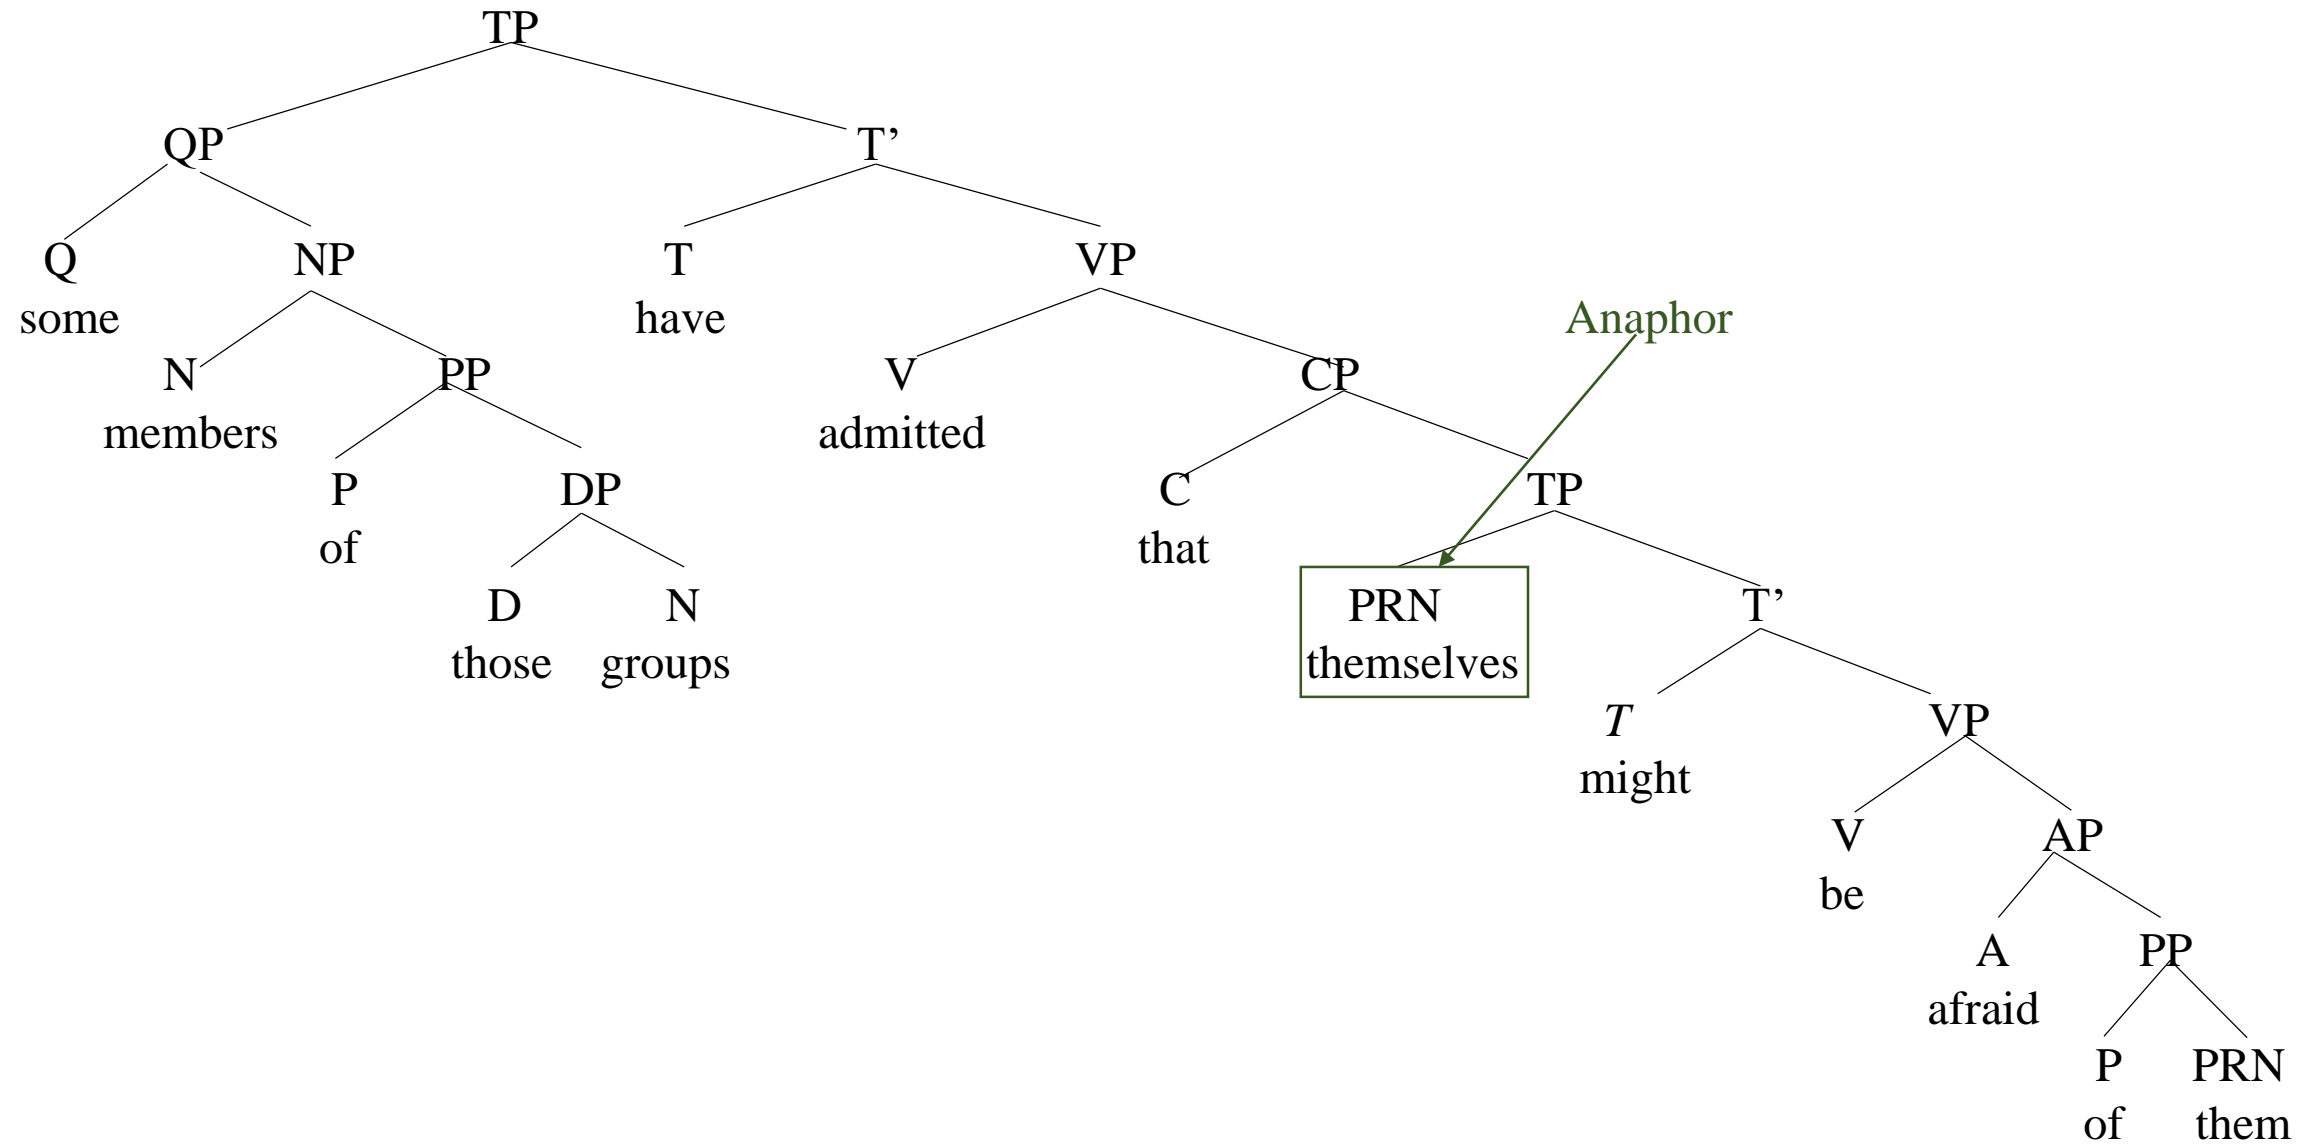 TP
QP T’
Q NP T VP
some have Anaphor
N PP V CP
members admitted
P DP C TP
of that
D N PRN T’
those groups themselves
T VP
might
V AP
be
A PP
afraid
P PRN
of them